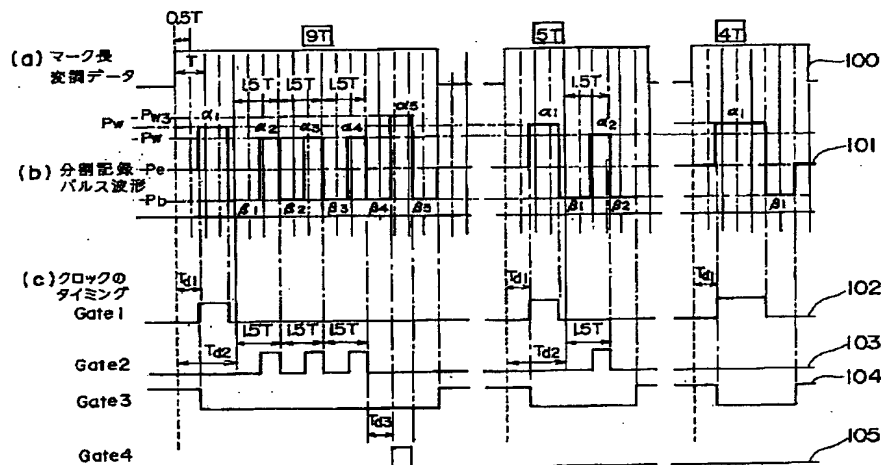 0.5T
9T 5T 4T
(a) マーク長 100
変調データ
T 1.5T 1.5T 1.5T 1.5T
Pw Pw3 α1 α5 α1 α1
Pw α2 α3 α4 α2
(b) 分割記録 Pe 101
パルス波形
Pb
β1 β2 β3 β4 β5 β1 β2 β1
(c) クロックの Td1 Td1 Td1
タイミング
Gate1 102
Td2 1.5T 1.5T 1.5T Td2 1.5T
Gate2 103
Gate3 104
Td3
Gate4 105